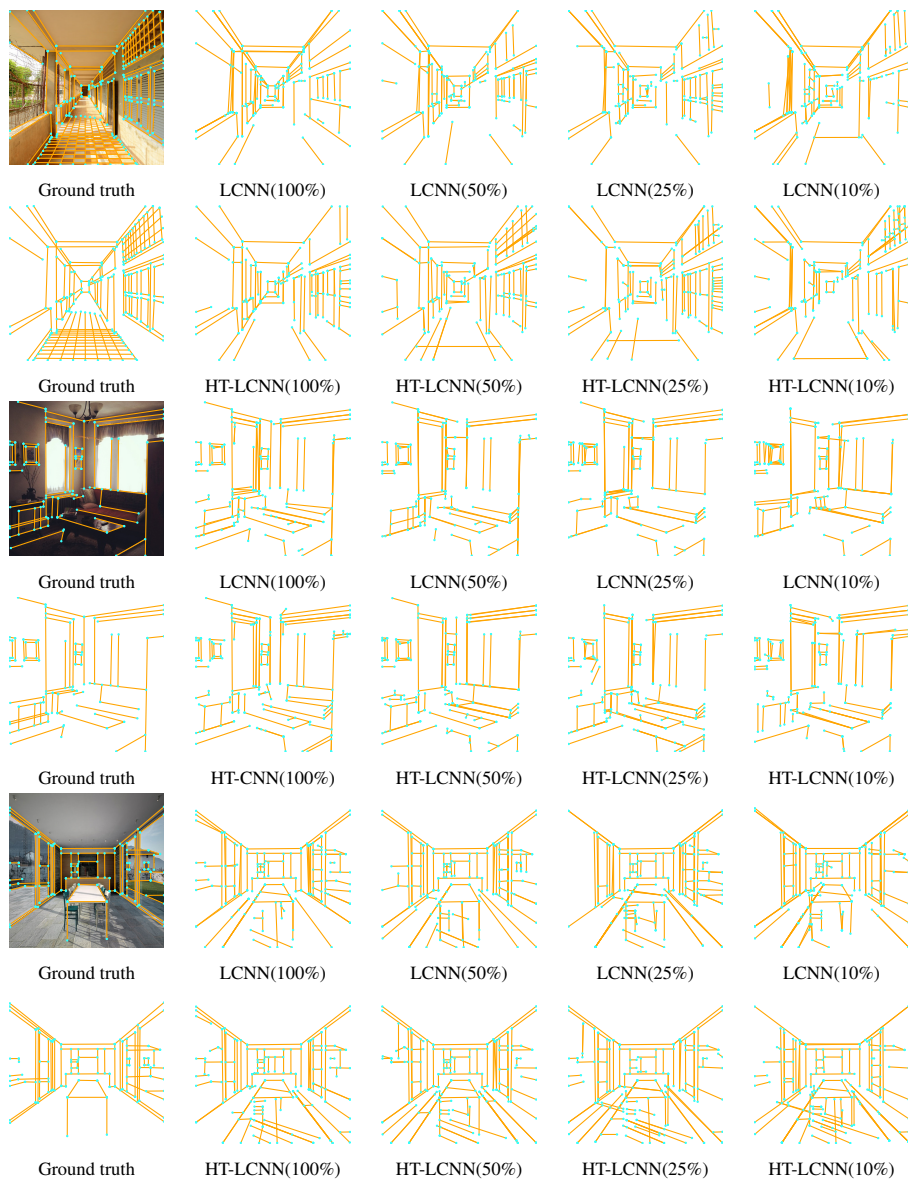 Ground truth LCNN(100%) LCNN(50%) LCNN(25%) LCNN(10%)
Ground truth HT-LCNN(100%) HT-LCNN(50%) HT-LCNN(25%) HT-LCNN(10%)
Ground truth LCNN(100%) LCNN(50%) LCNN(25%) LCNN(10%)
Ground truth HT-CNN(100%) HT-LCNN(50%) HT-LCNN(25%) HT-LCNN(10%)
Ground truth LCNN(100%) LCNN(50%) LCNN(25%) LCNN(10%)
Ground truth HT-LCNN(100%) HT-LCNN(50%) HT-LCNN(25%) HT-LCNN(10%)